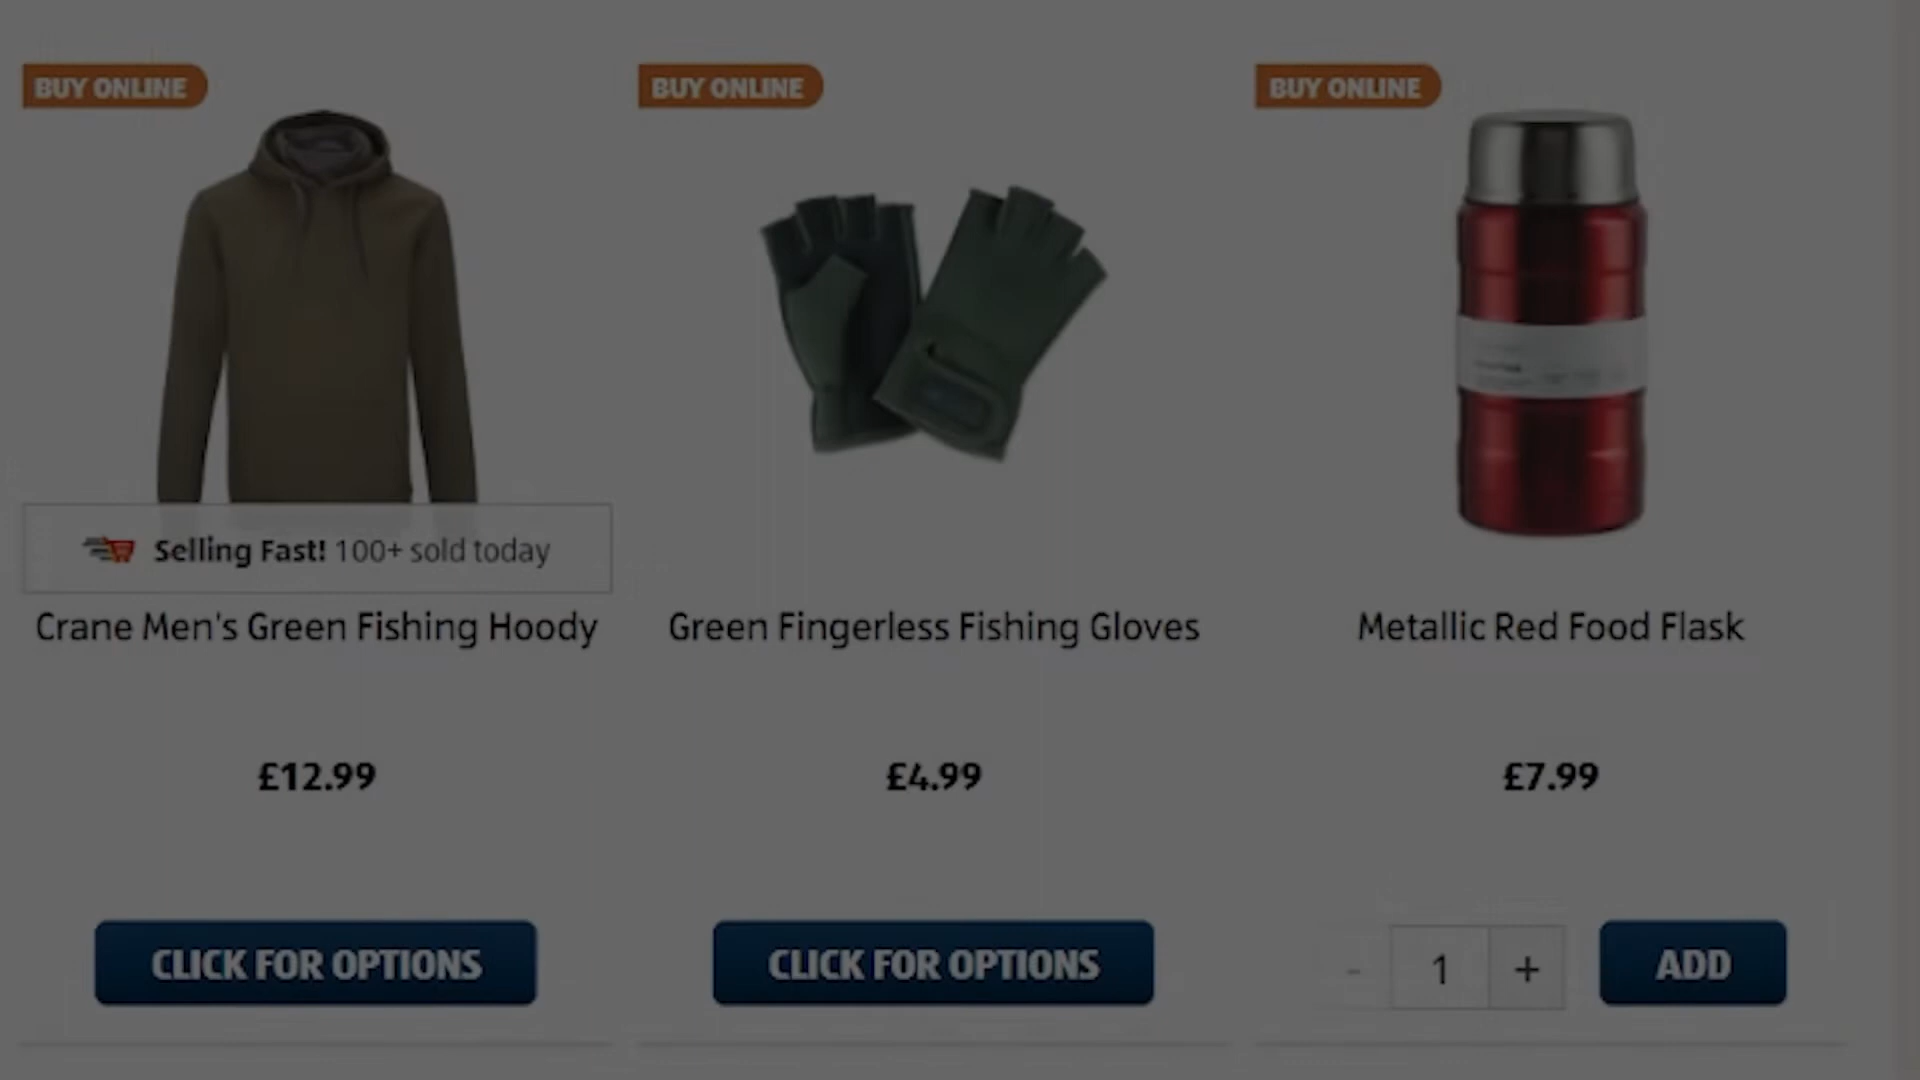 BUY ONLINE
BUY ONLINE
BUY ONLINE
Selling Fast! 100+ sold today
Crane Men's Green Fishing Hoody
Green Fingerless Fishing Gloves
Metallic Red Food Flask
£12.99
£4.99
£7.99
CLICK FOR OPTIONS
CLICK FOR OPTIONS
- 1 +
ADD